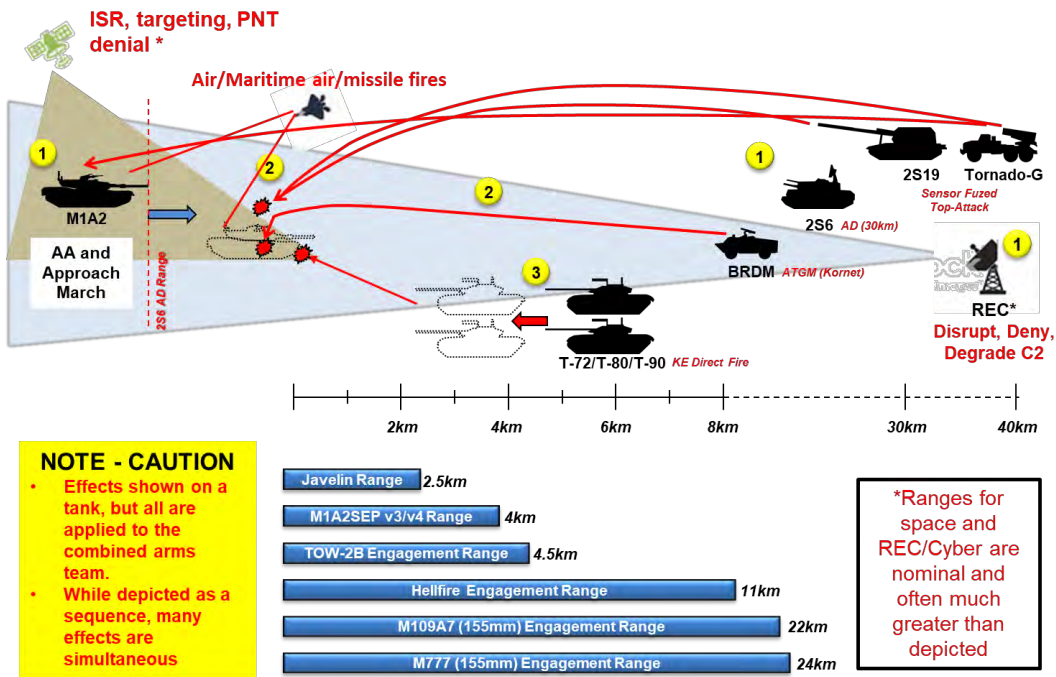 ISR, targeting, PNT
denial *
Air/Maritime air/missile fires
1
M1A2
AA and
Approach
March
2S6 AD Range
2
2
1
2S19
Tornado-G
Sensor Fuzed
Top-Attack
2S6 AD (30km)
BRDM ATGM (Kornet)
1
REC*
Disrupt, Deny,
Degrade C2
3
T-72/T-80/T-90 KE Direct Fire
2km 4km 6km 8km 30km 40km
NOTE - CAUTION
• Effects shown on a
tank, but all are
applied to the
combined arms
team.
• While depicted as a
sequence, many
effects are
simultaneous
Javelin Range 2.5km
M1A2SEP v3/v4 Range 4km
TOW-2B Engagement Range 4.5km
Hellfire Engagement Range 11km
M109A7 (155mm) Engagement Range 22km
M777 (155mm) Engagement Range 24km
*Ranges for
space and
REC/Cyber are
nominal and
often much
greater than
depicted